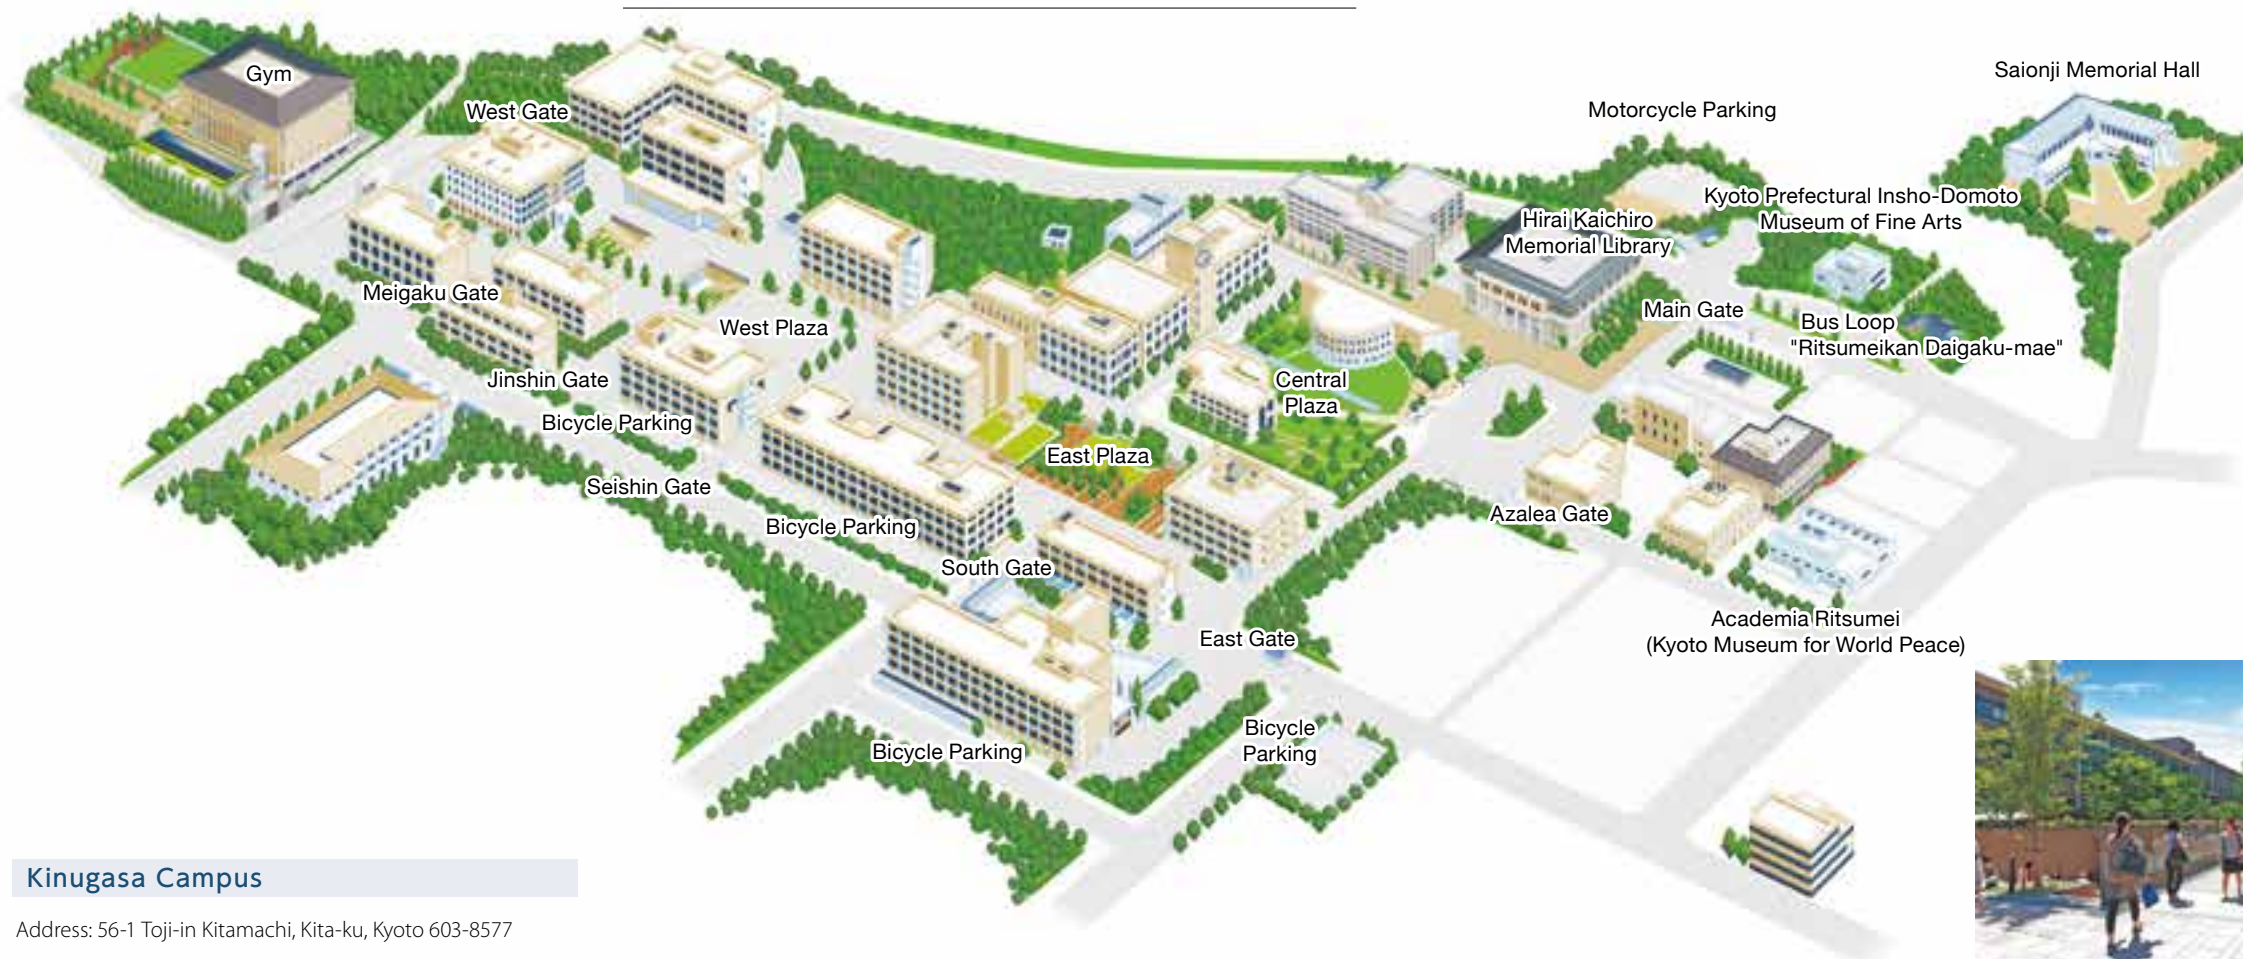 Saionji Memorial Hall
Gym
Motorcycle Parking
West Gate
Kyoto Prefectural Insho-Domoto
Museum of Fine Arts
Hirai Kaichiro
Memorial Library
Meigaku Gate
Main Gate
West Plaza
Bus Loop
"Ritsumeikan Daigaku-mae"
Jinshin Gate
Central
Plaza
Bicycle Parking
East Plaza
Seishin Gate
Azalea Gate
Bicycle Parking
South Gate
Academia Ritsumei
(Kyoto Museum for World Peace)
East Gate
Bicycle
Parking
Bicycle Parking
Kinugasa Campus
Address: 56-1 Toji-in Kitamachi, Kita-ku, Kyoto 603-8577